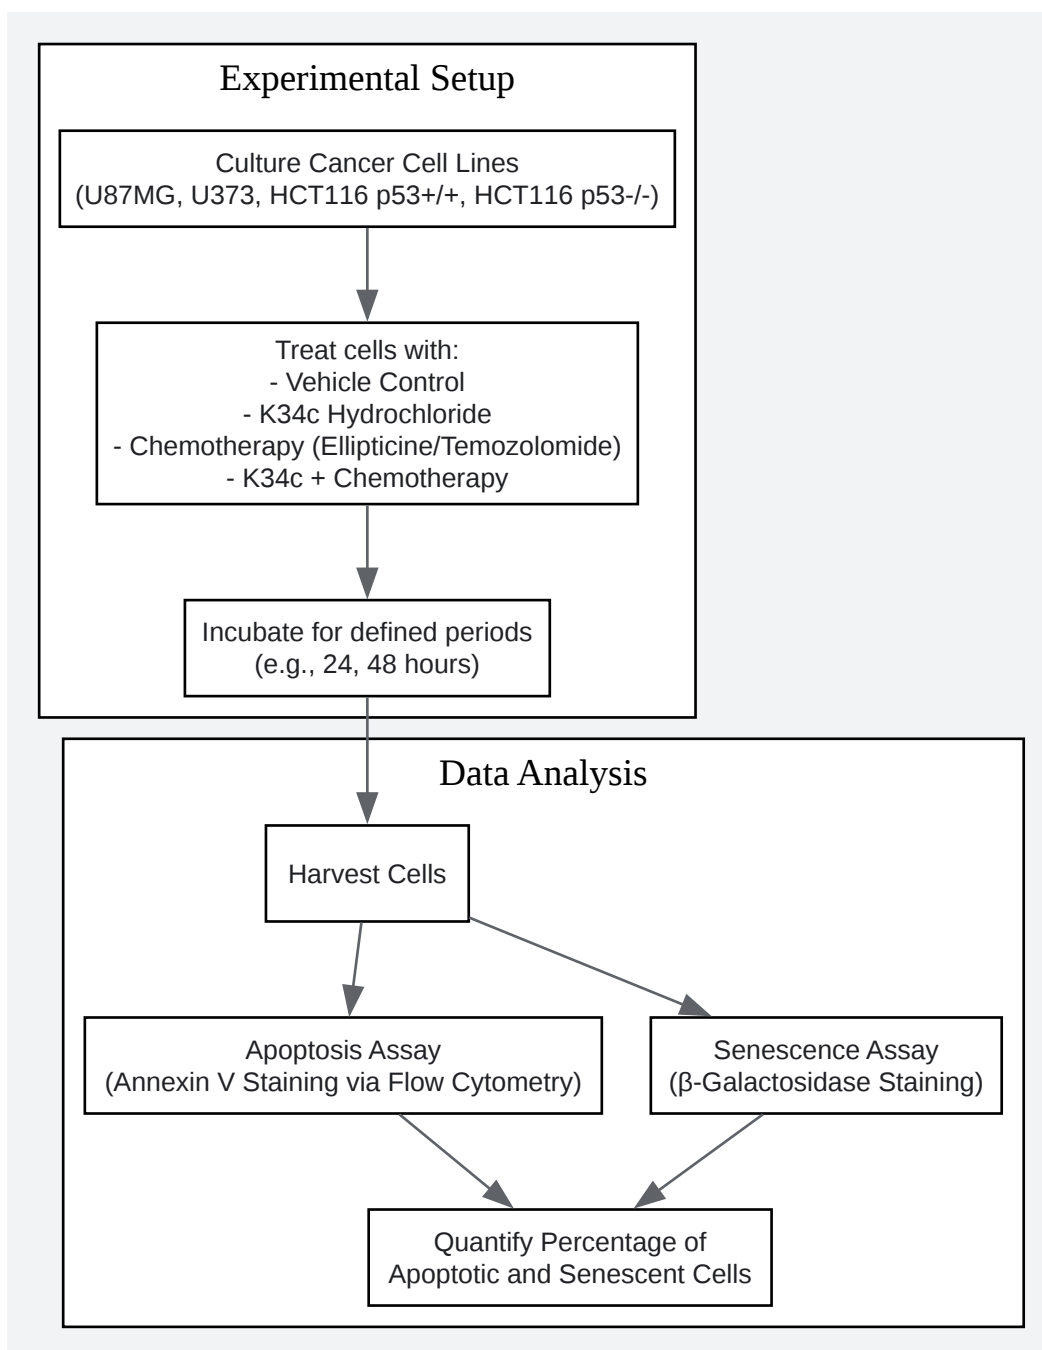 Experimental Setup
Culture Cancer Cell Lines
(U87MG, U373, HCT116 p53+/+, HCT116 p53-/-)
Treat cells with:
- Vehicle Control
- K34c Hydrochloride
- Chemotherapy (Ellipticine/Temozolomide)
- K34c + Chemotherapy
Incubate for defined periods
(e.g., 24, 48 hours)
Data Analysis
Harvest Cells
Apoptosis Assay
(Annexin V Staining via Flow Cytometry)
Senescence Assay
(β-Galactosidase Staining)
Quantify Percentage of
Apoptotic and Senescent Cells